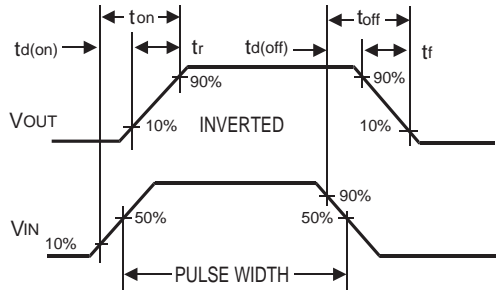 ton toff
td(on) tr td(off) tf
90% 90%
VOUT 10% INVERTED 10%
90%
50% 50%
VIN
10%
PULSE WIDTH